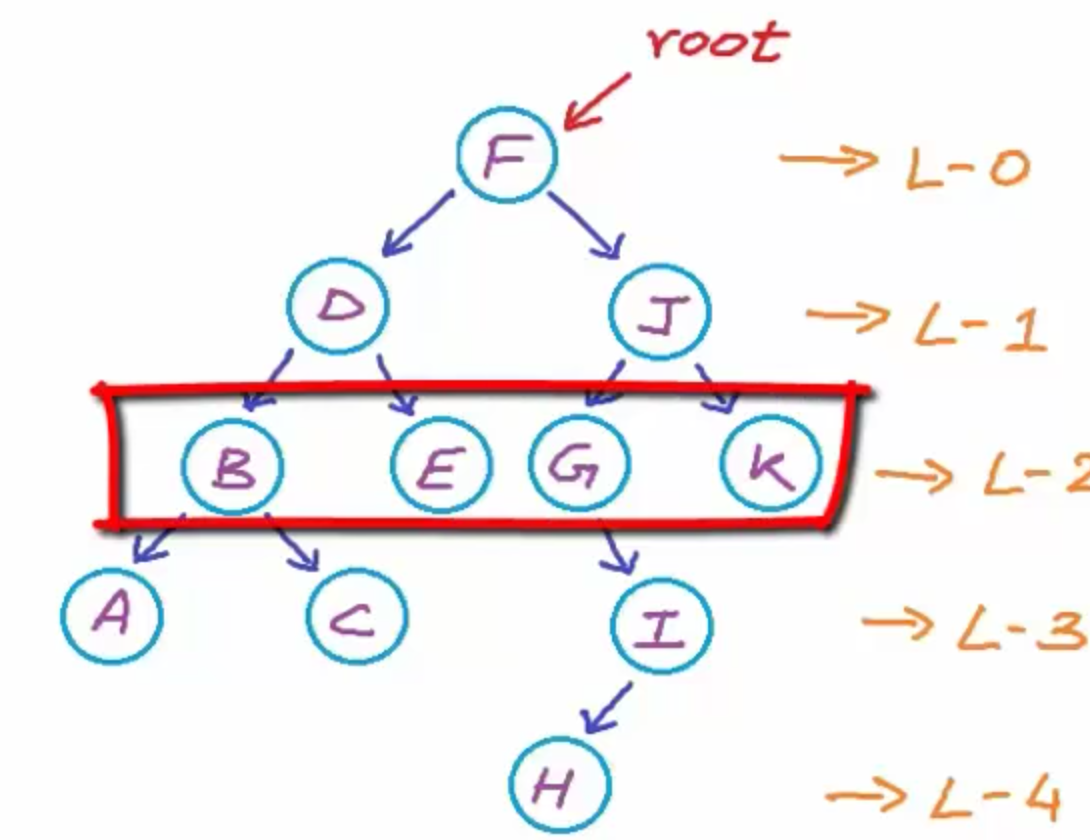 root
F → L-0
D J → L-1
B E G K → L-2
A C I → L-3
H → L-4